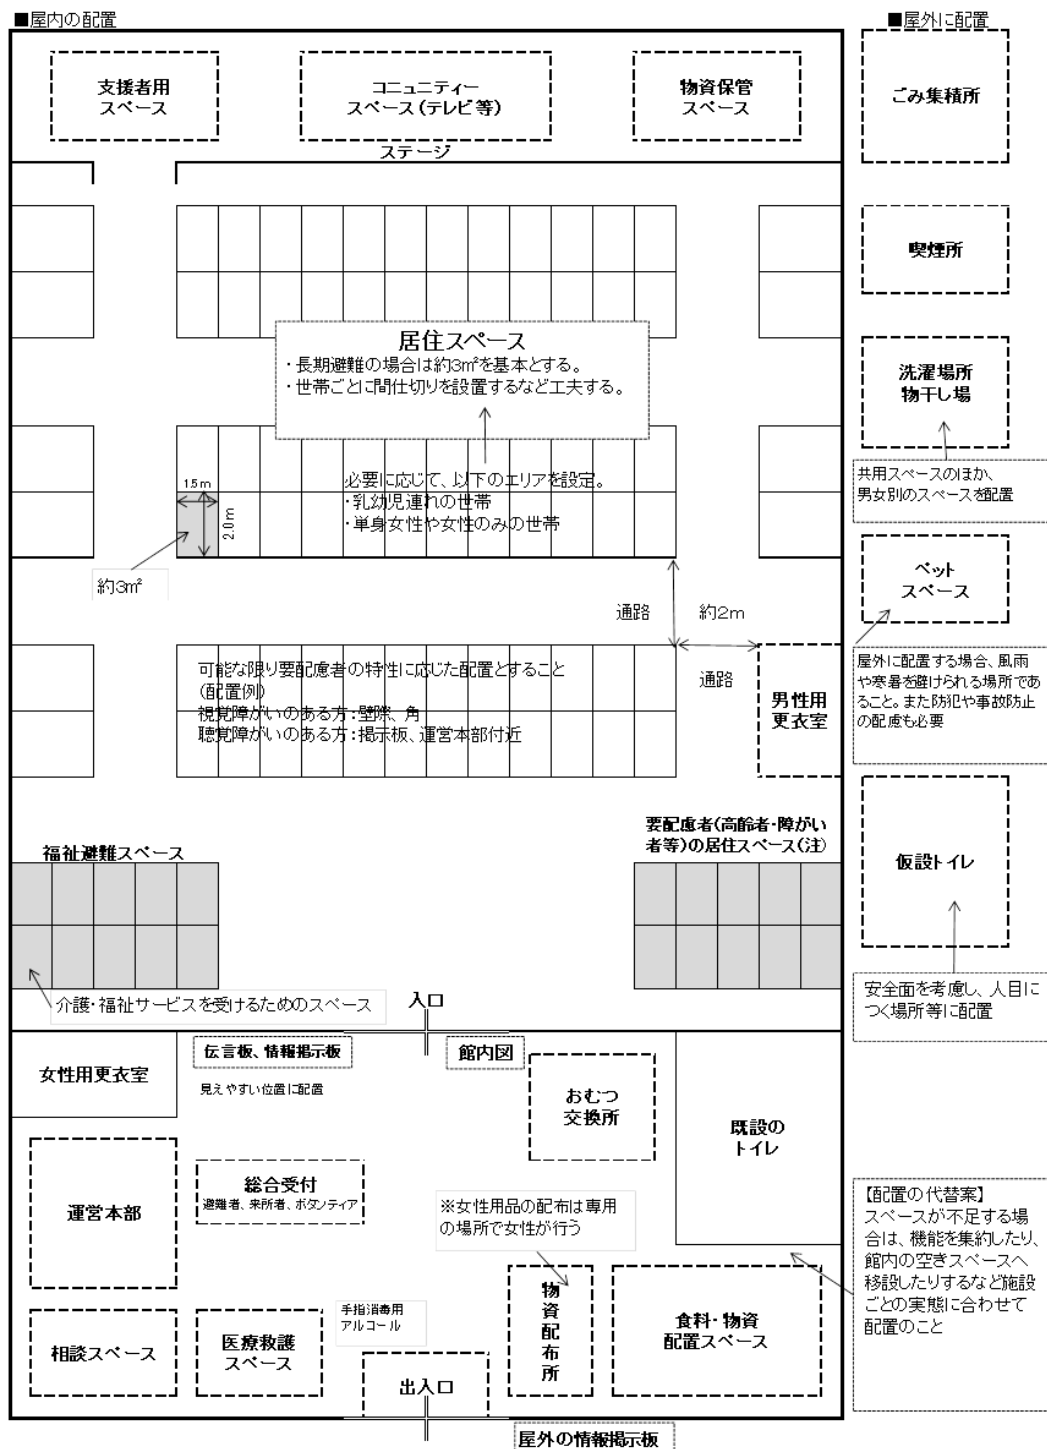 ■屋内の配置
■屋外に配置
支援者用
スペース
コニュニティー
スペース(テレビ等)
物資保管
スペース
ステージ
ごみ集積所
喫煙所
居住スペース
・長期避難の場合は約3㎡を基本とする。
・世帯ごとに間仕切りを設置するなど工夫する。
洗濯場所
物干し場
共用スペースのほか、
男女別のスペースを配置
必要に応じて、以下のエリアを設定。
・乳幼児連れの世帯
・単身女性や女性のみの世帯
1.5m
2.0m
約3㎡
ペット
スペース
屋外に配置する場合、風雨
や寒暑を避けられる場所であ
ること。また防犯や事故防止
の配慮も必要
通路
約2m
通路
可能な限り要配慮者の特性に応じた配置とすること
(配置例)
視覚障がいのある方:壁際、角
聴覚障がいのある方:掲示板、運営本部付近
男性用
更衣室
福祉避難スペース
要配慮者(高齢者・障がい
者等)の居住スペース(注)
仮設トイレ
安全面を考慮し、人目に
つく場所等に配置
介護・福祉サービスを受けるためのスペース
入口
女性用更衣室
伝言板、情報掲示板
見えやすい位置に配置
館内図
おむつ
交換所
既設の
トイレ
運営本部
総合受付
避難者、来所者、ボタンティア
※女性用品の配布は専用
の場所で女性が行う
【配置の代替案】
スペースが不足する場
合は、機能を集約したり、
館内の空きスペースへ
移設したりするなど施設
ごとの実態に合わせて
配置のこと
相談スペース
医療救護
スペース
手指消毒用
アルコール
出入口
物資配布所
食料・物資
配置スペース
屋外の情報掲示板